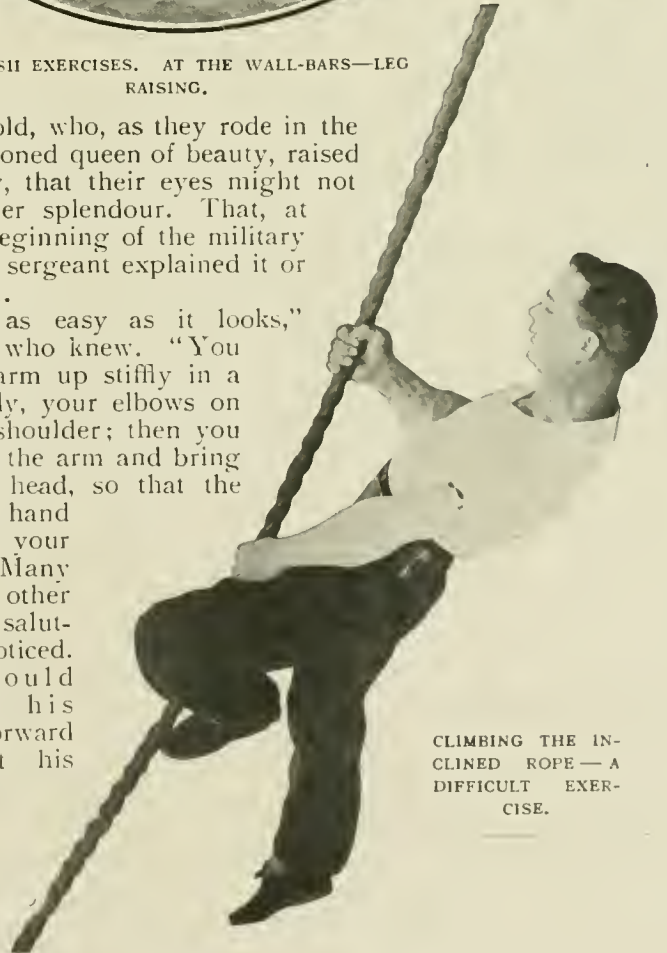 SH EXERCISES. AT THE WALL-BARS—LEG
RAISING.
old, who, as they rode in the
oned queen of beauty, raised
, that their eyes might not
er splendour. That, at
eginning of the military
sergeant explained it or
.
as easy as it looks,”
who knew. “You
arm up stiffly in a
ly, your elbows on
shoulder; then you
the arm and bring
head, so that the
hand
your
Many
other
salut-
oticed.
ould
his
orward
t his
CLIMBING THE IN-
CLINED ROPE — A
DIFFICULT EXER-
CISE.